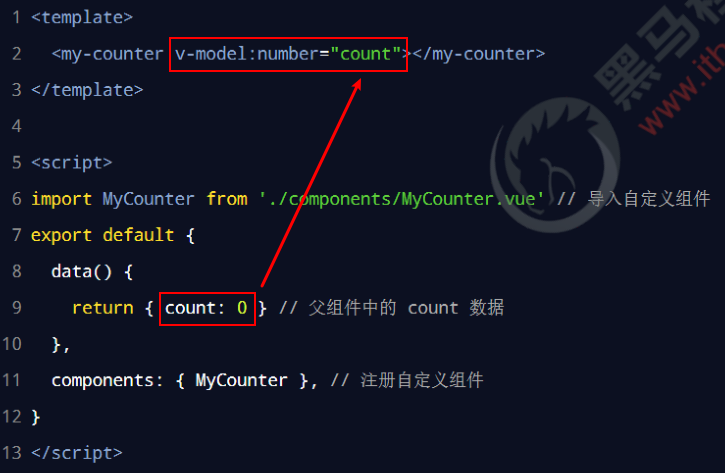 1 <template>
2 <my-counter v-model:number="count"></my-counter>
3 </template>
4
5 <script>
6 import MyCounter from './components/MyCounter.vue' // 导入自定义组件
7 export default {
8 data() {
9 return { count: 0 } // 父组件中的 count 数据
10 },
11 components: { MyCounter }, // 注册自定义组件
12 }
13 </script>
黑马
www.itb